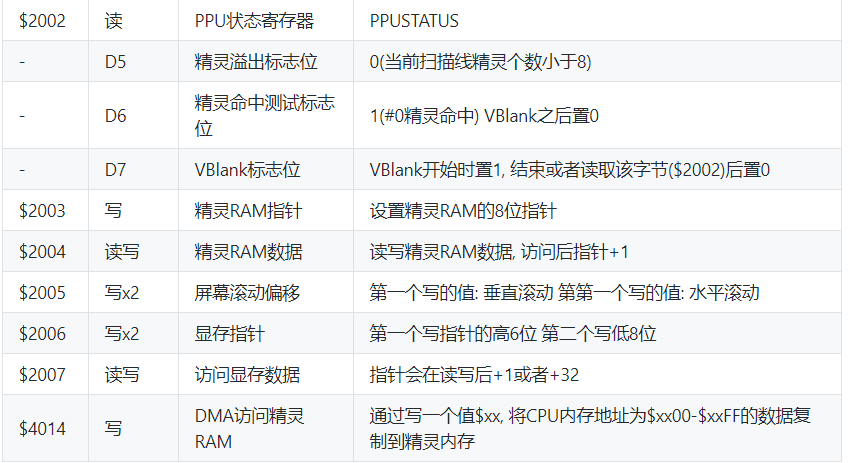 $2002 读 PPU状态寄存器 PPUSTATUS
- D5 精灵溢出标志位 0(当前扫描线精灵个数小于8)
- D6 精灵命中测试标志
位 1(#0精灵命中) VBlank之后置0
- D7 VBlank标志位 VBlank开始时置1, 结束或者读取该字节($2002)后置0
$2003 写 精灵RAM指针 设置精灵RAM的8位指针
$2004 读写 精灵RAM数据 读写精灵RAM数据, 访问后指针+1
$2005 写x2 屏幕滚动偏移 第一个写的值: 垂直滚动 第第一个写的值: 水平滚动
$2006 写x2 显存指针 第一个写指针的高6位 第二个写低8位
$2007 读写 访问显存数据 指针会在读写后+1或者+32
$4014 写 DMA访问精灵
RAM 通过写一个值$xx, 将CPU内存地址为$xx00-$xxFF的数据复
制到精灵内存